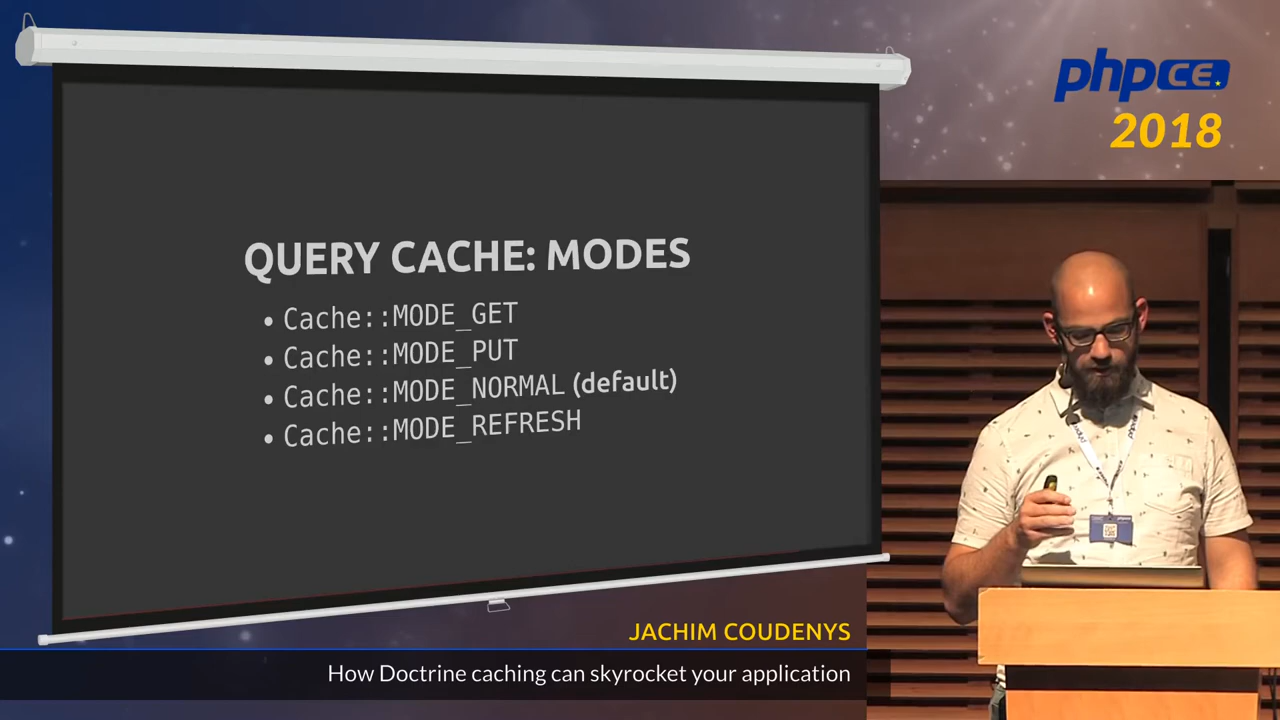 phpCE
2018
QUERY CACHE: MODES
• Cache::MODE_GET
• Cache::MODE_PUT
• Cache::MODE_NORMAL (default)
• Cache::MODE_REFRESH
JACHIM COUDENYS
How Doctrine caching can skyrocket your application